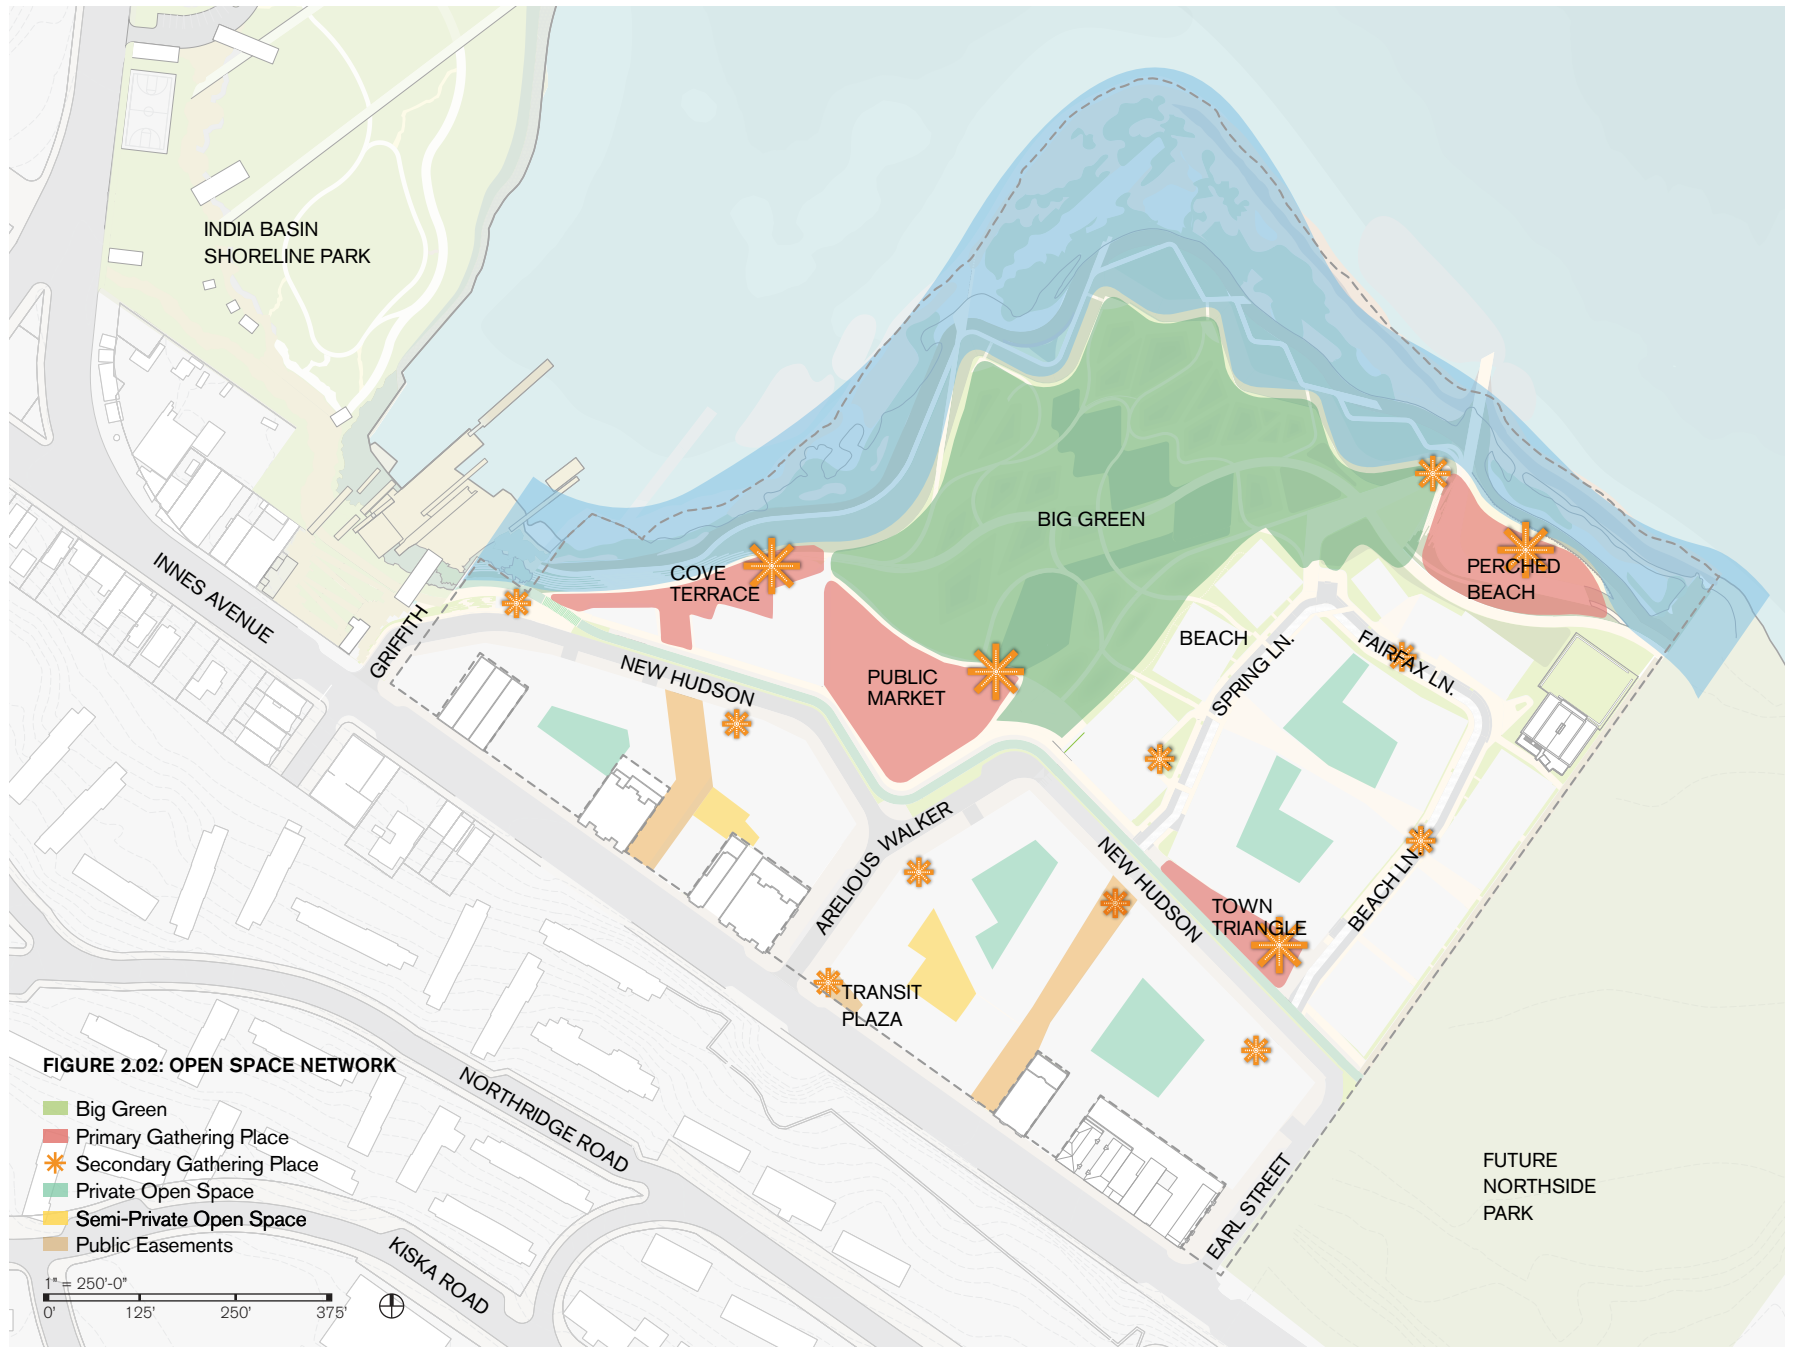 INDIA BASIN
SHORELINE PARK
INNES AVENUE
GRIFFITH
COVE
TERRACE
NEW HUDSON
PUBLIC
MARKET
BIG GREEN
BEACH
SPRING LN.
FAIRFAX LN.
PERCHED
BEACH
ARELIOUS WALKER
NEW HUDSON
TOWN
TRIANGLE
BEACH LN.
TRANSIT
PLAZA
EARL STREET
FUTURE
NORTHSIDE
PARK
NORTHRIDGE ROAD
KISKA ROAD
FIGURE 2.02: OPEN SPACE NETWORK
Big Green
Primary Gathering Place
Secondary Gathering Place
Private Open Space
Semi-Private Open Space
Public Easements
1" = 250'-0"
0' 125' 250' 375'